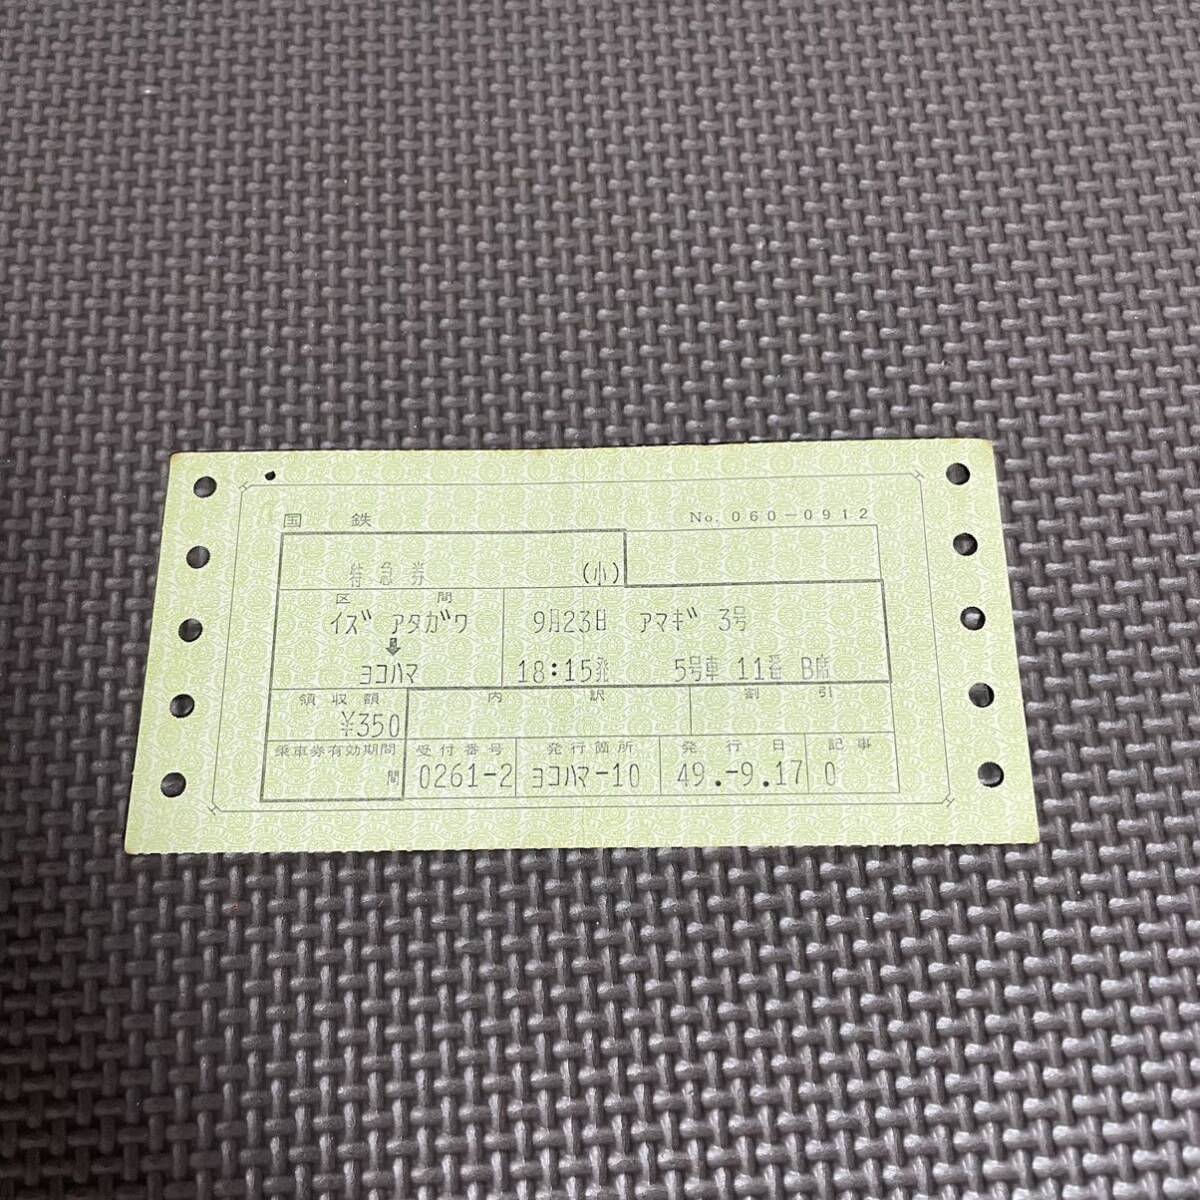 国鉄 No. 060-0912
特急券 (小)
区間
イズ アタガワ 9月23日 アマギ 3号
⬇
ヨコハマ 18:15発 5号車 11番 B席
領収額 内訳 割引
¥350
乗車券有効期間 受付番号 発行箇所 発行日 記事
間 0261-2 ヨコハマ-10 49.-9.17 0